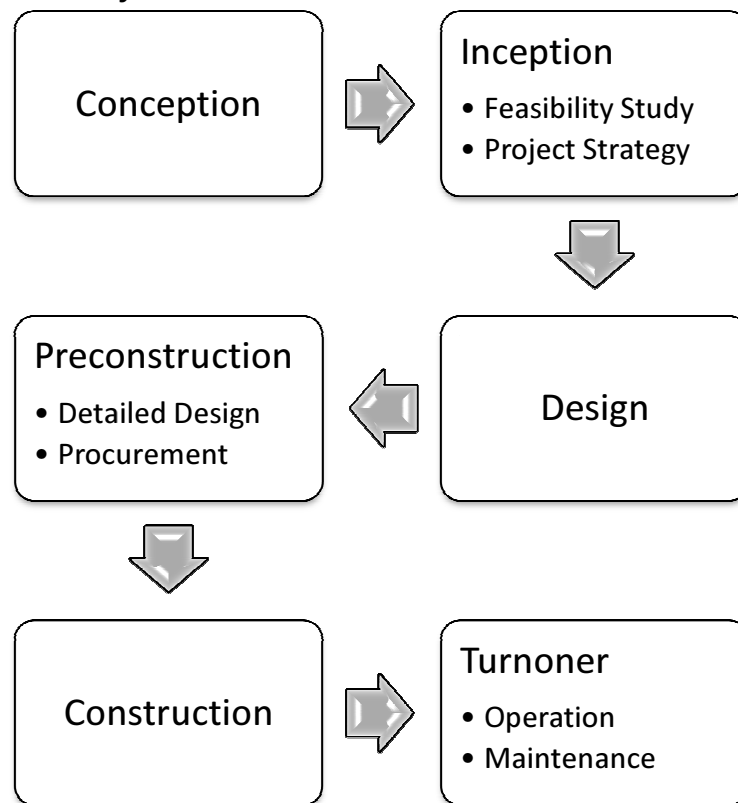 Conception
Inception
• Feasibility Study
• Project Strategy
Design
Preconstruction
• Detailed Design
• Procurement
Construction
Turnoner
• Operation
• Maintenance